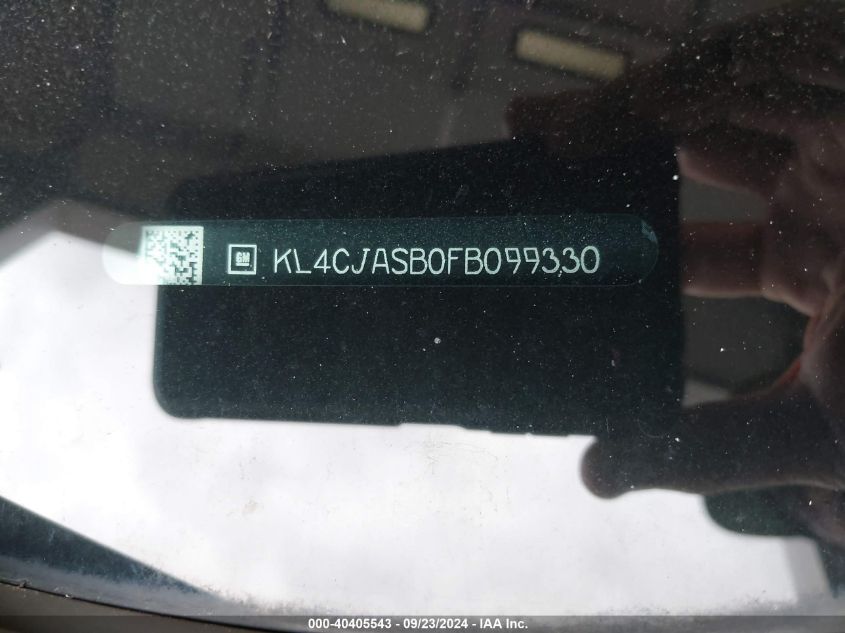 GM KL4CJASB0FB099330
000-40405543 - 09/23/2024 - IAA Inc.